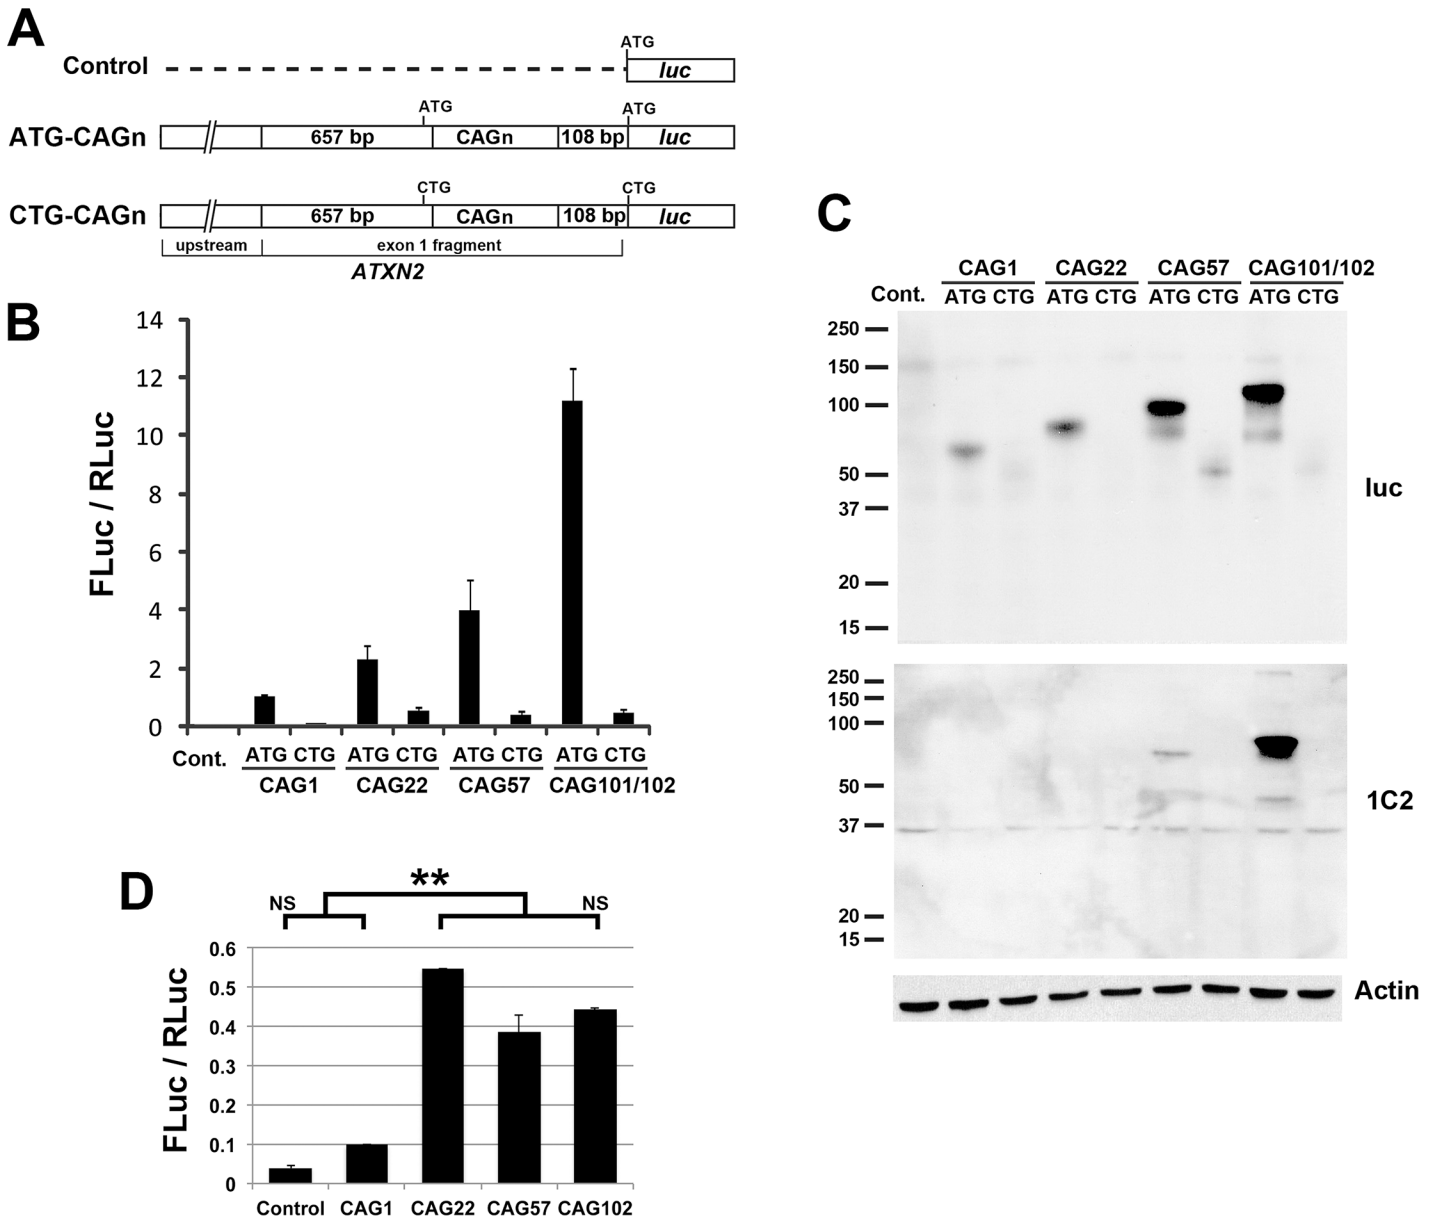 A
Control
ATG
luc
ATG-CAGn
ATG
ATG
657 bp
CAGn
108 bp
luc
CTG-CAGn
CTG
CTG
657 bp
CAGn
108 bp
luc
upstream
exon 1 fragment
ATXN2
B
FLuc / RLuc
14
12
10
8
6
4
2
0
Cont.
ATG CTG ATG CTG ATG CTG ATG CTG
CAG1 CAG22 CAG57 CAG101/102
C
CAG1 CAG22 CAG57 CAG101/102
Cont. ATG CTG ATG CTG ATG CTG ATG CTG
250
150
100
50
37
20
15
luc
250
150
100
50
37
20
15
1C2
Actin
D
NS ** NS
FLuc / RLuc
0.6
0.5
0.4
0.3
0.2
0.1
0
Control CAG1 CAG22 CAG57 CAG102